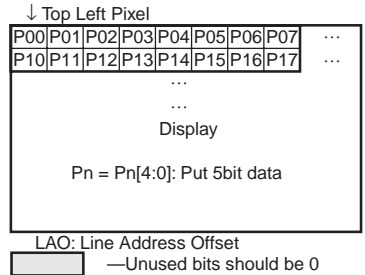 ↓ Top Left Pixel
P00 P01 P02 P03 P04 P05 P06 P07 ...
P10 P11 P12 P13 P14 P15 P16 P17 ...
...
...
Display
Pn = Pn[4:0]: Put 5bit data
LAO: Line Address Offset
—Unused bits should be 0